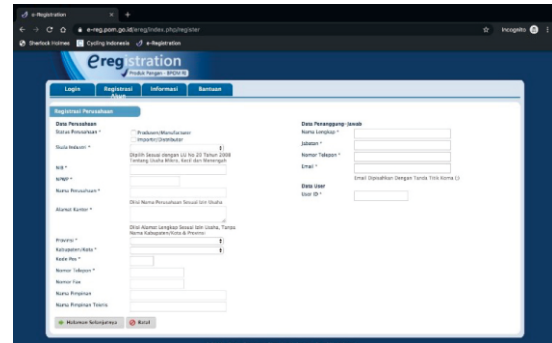 e-Registration
e-reg.pom.go.id/ereg/index.php/register
Incognito
Sherlock Holmes
Cycling Indonesia
e-Registration
ereg istration
Produk Pangan - BPOM RI
Login
Registrasi Akun
Informasi
Bantuan
Registrasi Perusahaan
Data Perusahaan
Status Perusahaan *
Produsen/Manufacture
Importir/Distributor
Skala Industri *
Dipilih Sesuai dengan UU No 20 Tahun 2008
Tentang Usaha Mikro, Kecil dan Menengah
NIB *
NPWP *
Nama Perusahaan *
Diisi Nama Perusahaan Sesuai Izin Usaha
Alamat Kantor *
Diisi Alamat Lengkap Sesuai Izin Usaha, Tanpa
Nama Kabupaten/Kota & Provinsi
Provinsi *
Kabupaten/Kota *
Kode Pos *
Nomor Telepon *
Nomor Fax
Nama Pimpinan
Nama Pimpinan Teknis
Halaman Selanjutnya
Batal
Data Penanggung-Jawab
Nama Lengkap *
Jabatan *
Nomor Telepon *
Email *
Email Dipisahkan Dengan Tanda Titik Koma (;)
Data User
User ID *